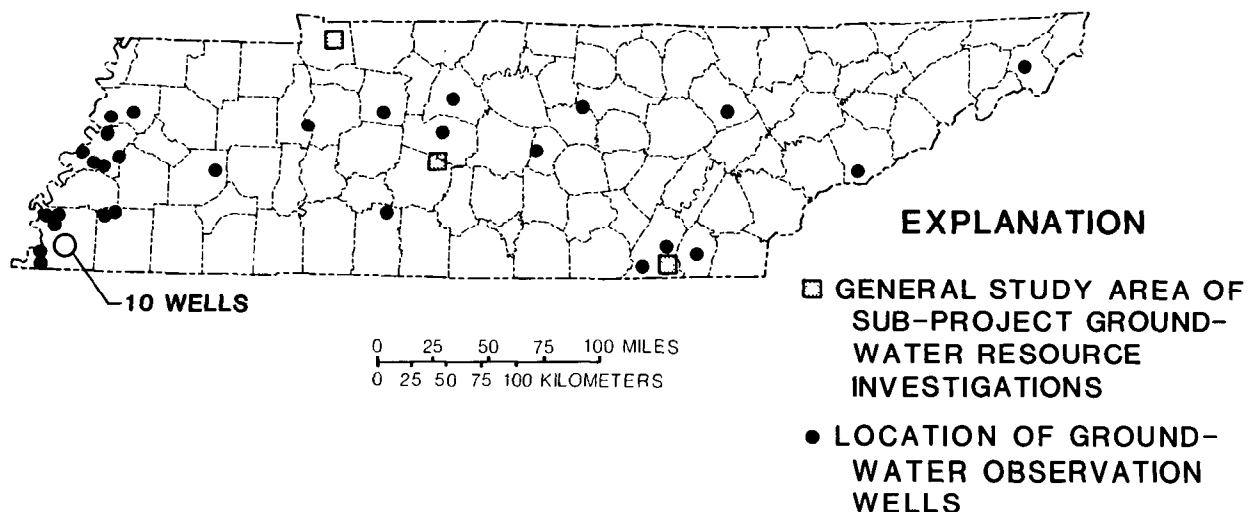 10 WELLS
0 25 50 75 100 MILES
0 25 50 75 100 KILOMETERS
EXPLANATION
GENERAL STUDY AREA OF
SUB-PROJECT GROUND-
WATER RESOURCE
INVESTIGATIONS
LOCATION OF GROUND-
WATER OBSERVATION
WELLS